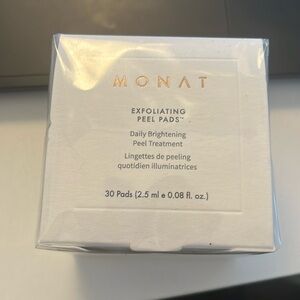 MONAT
EXFOLIATING
PEEL PADS™
Daily Brightening
Peel Treatment
Lingettes de peeling
quotidien illuminatrices
30 Pads (2.5 ml e 0.08 fl. oz.)